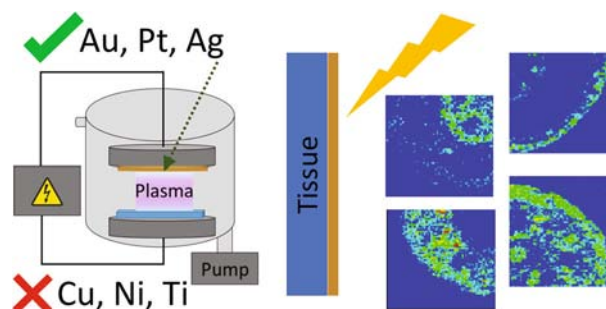 Au, Pt, Ag
Plasma
Pump
Cu, Ni, Ti
Tissue